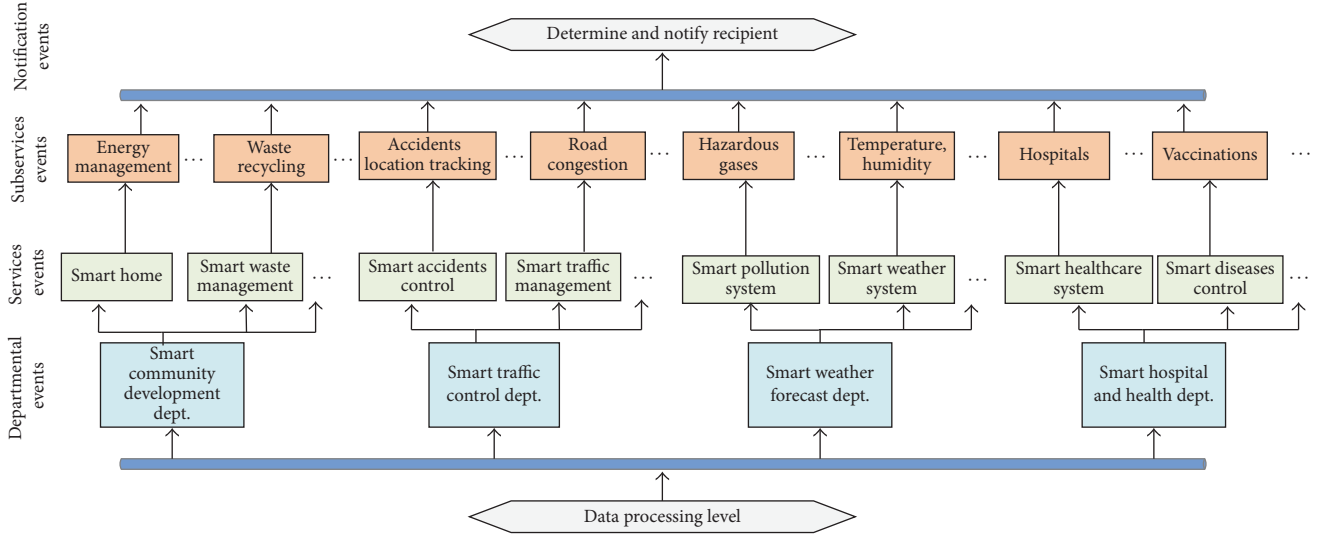 Notification
events
Determine and notify recipient
Subservices
events
Energy
management
...
Waste
recycling
...
Accidents
location tracking
...
Road
congestion
...
Hazardous
gases
...
Temperature,
humidity
...
Hospitals
...
Vaccinations
...
Services
events
Smart home
Smart waste
management
...
Smart accidents
control
Smart traffic
management
...
Smart pollution
system
Smart weather
system
...
Smart healthcare
system
Smart diseases
control
...
Departmental
events
Smart
community
development
dept.
Smart traffic
control dept.
Smart weather
forecast dept.
Smart hospital
and health dept.
Data processing level